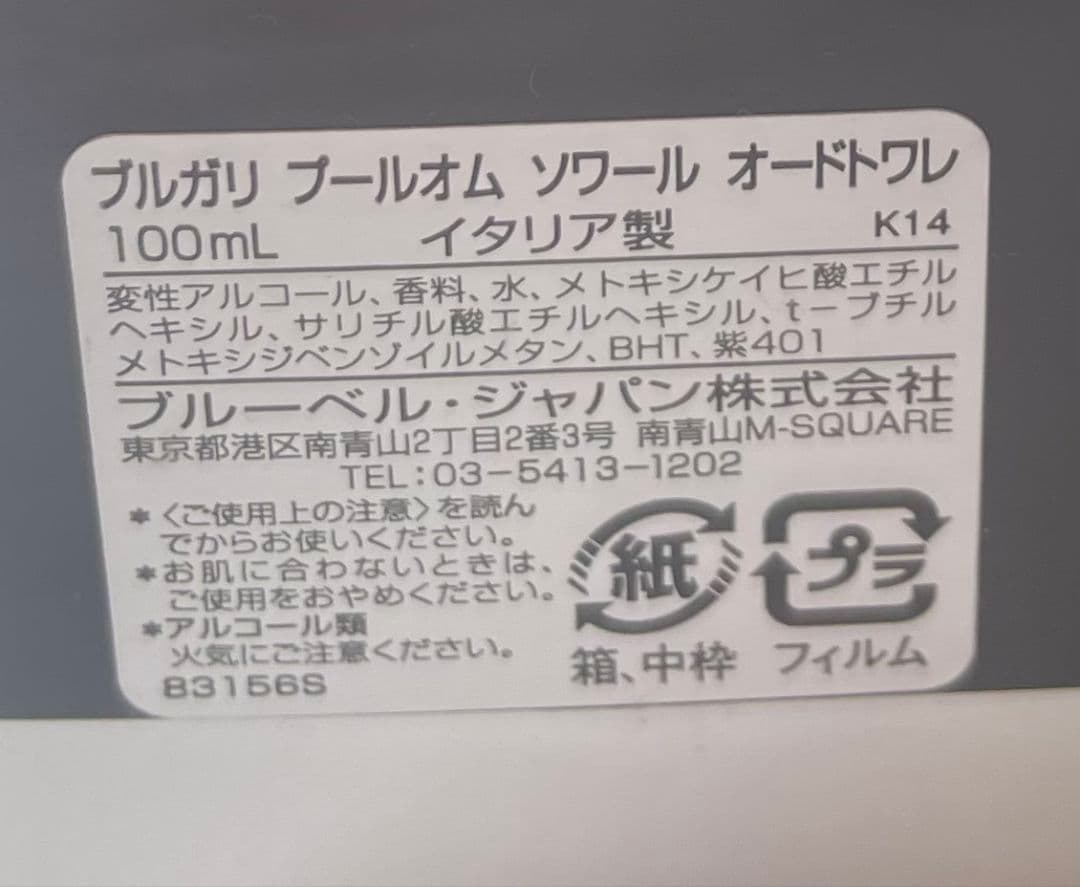 ブルガリ プールオム ソワール オードトワレ
100mL イタリア製 K14
変性アルコール、香料、水、メトキシケイヒ酸エチル
ヘキシル、サリチル酸エチルヘキシル、t－ブチル
メトキシジベンゾイルメタン、BHT、紫401
ブルーベル・ジャパン株式会社
東京都港区南青山2丁目2番3号 南青山M-SQUARE
TEL：03－5413－1202
＊〈ご使用上の注意〉を読ん
でからお使いください。
＊お肌に合わないときは、
ご使用をおやめください。
＊アルコール類
火気にご注意ください。
83156S
紙
箱、中枠
プラ
フィルム